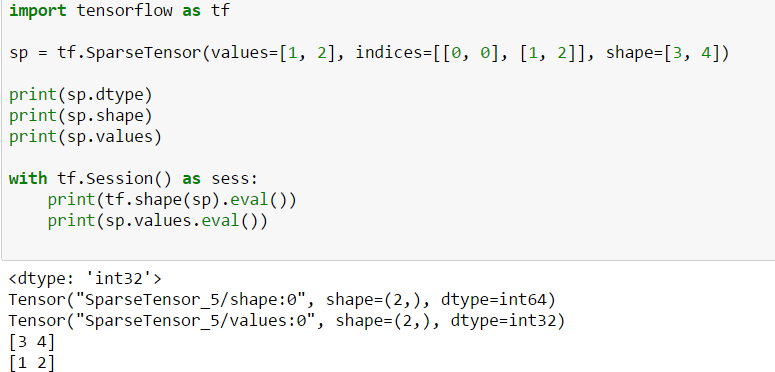 import tensorflow as tf
sp = tf.SparseTensor(values=[1, 2], indices=[[0, 0], [1, 2]], shape=[3, 4])
print(sp.dtype)
print(sp.shape)
print(sp.values)
with tf.Session() as sess:
    print(tf.shape(sp).eval())
    print(sp.values.eval())
<dtype: 'int32'>
Tensor("SparseTensor_5/shape:0", shape=(2,), dtype=int64)
Tensor("SparseTensor_5/values:0", shape=(2,), dtype=int32)
[3 4]
[1 2]